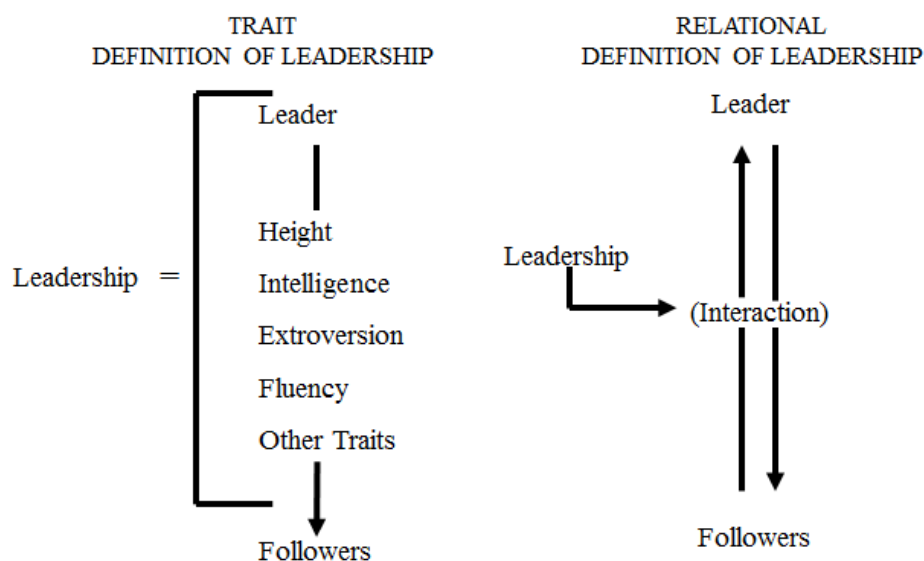 TRAIT
DEFINITION OF LEADERSHIP
Leader
Height
Leadership =
Intelligence
Extroversion
Fluency
Other Traits
Followers
RELATIONAL
DEFINITION OF LEADERSHIP
Leader
Leadership
(Interaction)
Followers